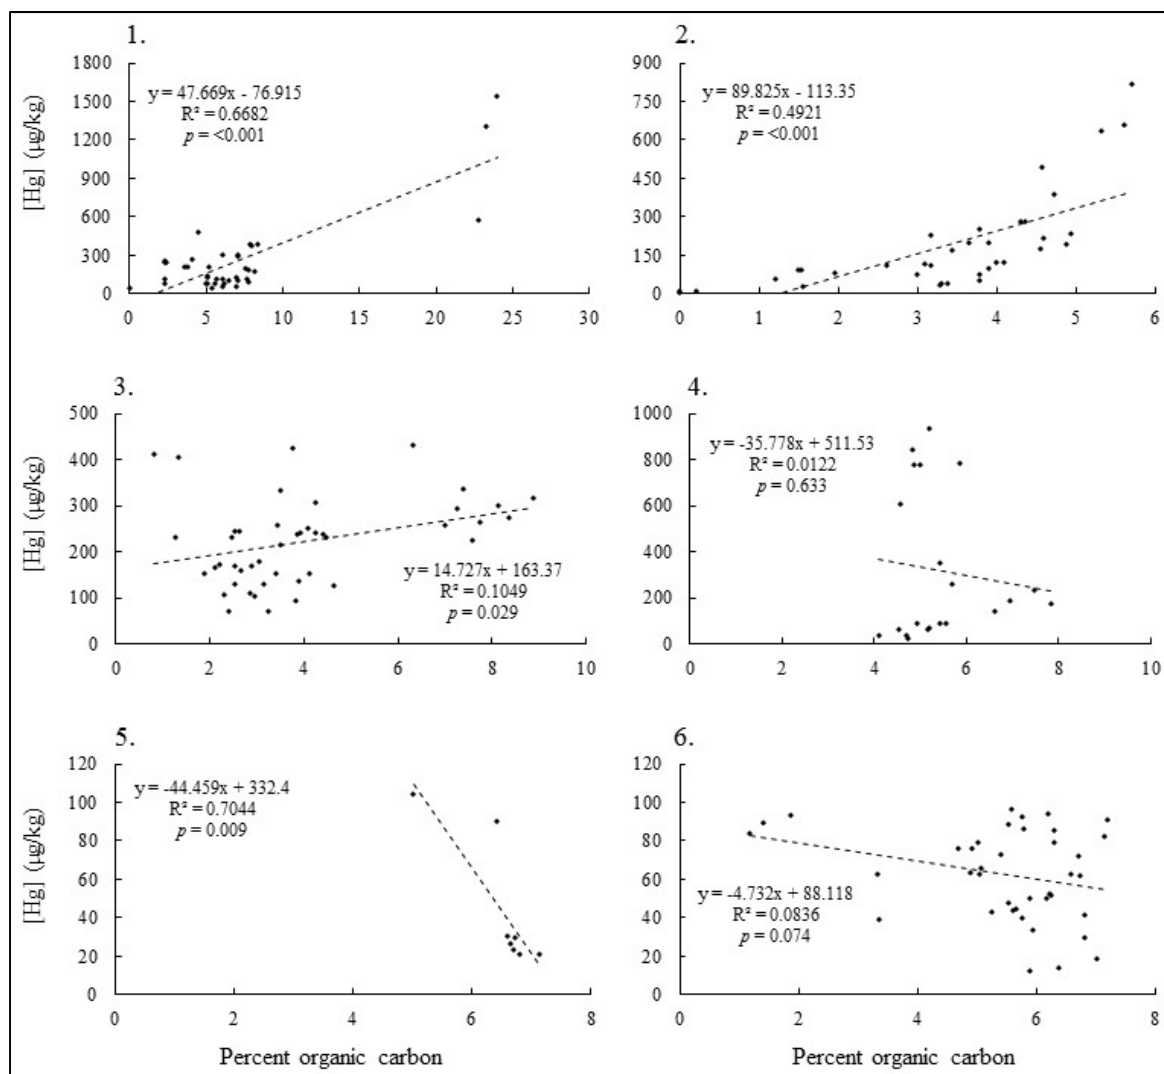 1.
[Hg] (µg/kg)
1800
1500
1200
900
600
300
0
y = 47.669x - 76.915
R² = 0.6682
p = <0.001
0 5 10 15 20 25 30
2.
900
750
600
450
300
150
0
y = 89.825x - 113.35
R² = 0.4921
p = <0.001
0 1 2 3 4 5 6
3.
[Hg] (µg/kg)
500
400
300
200
100
0
y = 14.727x + 163.37
R² = 0.1049
p = 0.029
0 2 4 6 8 10
4.
1000
800
600
400
200
0
y = -35.778x + 511.53
R² = 0.0122
p = 0.633
0 2 4 6 8 10
5.
[Hg] (µg/kg)
120
100
80
60
40
20
0
y = -44.459x + 332.4
R² = 0.7044
p = 0.009
0 2 4 6 8
Percent organic carbon
6.
120
100
80
60
40
20
0
y = -4.732x + 88.118
R² = 0.0836
p = 0.074
0 2 4 6 8
Percent organic carbon